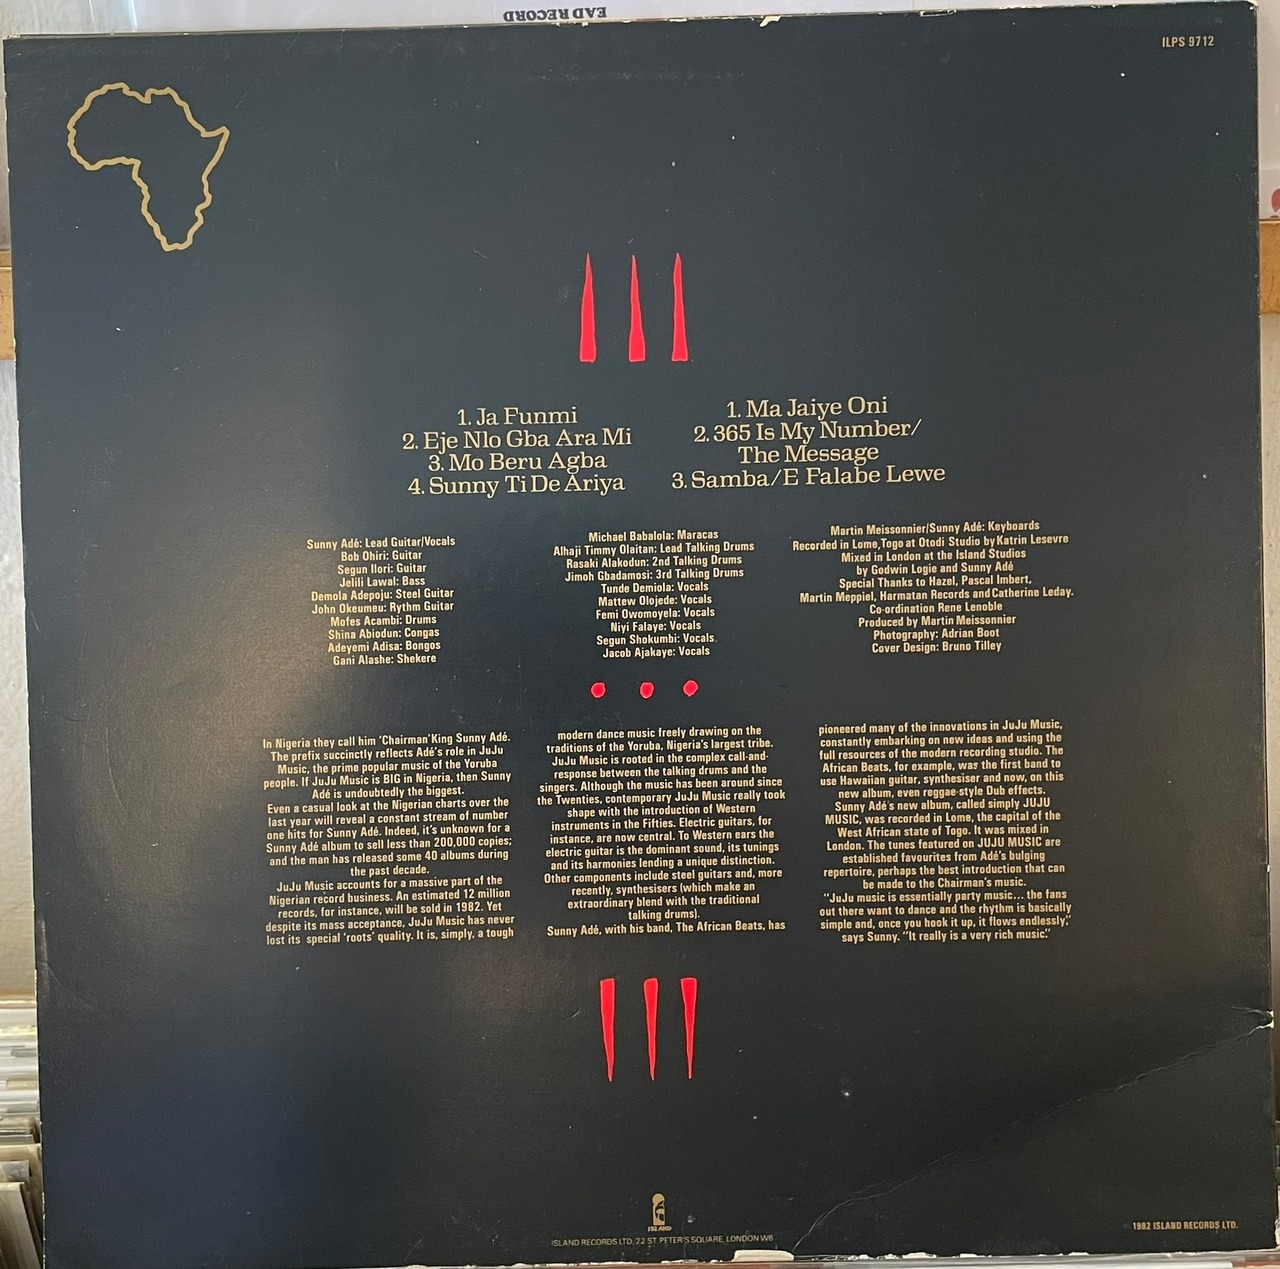 EAD RECORD
ILPS 9712
1. Ja Funmi
2. Eje Nlo Gba Ara Mi
3. Mo Beru Agba
4. Sunny Ti De Ariya
1. Ma Jaiye Oni
2. 365 Is My Number/
The Message
3. Samba/E Falabe Lewe
Sunny Adé: Lead Guitar/Vocals
Bob Ohiri: Guitar
Segun Ilori: Guitar
Jelili Lawal: Bass
Demola Adepoju: Steel Guitar
John Okeumeu: Rythm Guitar
Mofes Acambi: Drums
Shina Abiodun: Congas
Adeyemi Adisa: Bongos
Gani Alashe: Shekere
Michael Babalola: Maracas
Alhaji Timmy Olaitan: Lead Talking Drums
Rasaki Alakodun: 2nd Talking Drums
Jimoh Gbadamosi: 3rd Talking Drums
Tunde Demiola: Vocals
Mattew Olojede: Vocals
Femi Owomoyela: Vocals
Niyi Falaye: Vocals
Segun Shokumbi: Vocals.
Jacob Ajakaye: Vocals
Martin Meissonnier/Sunny Adé: Keyboards
Recorded in Lome,Togo at Otodi Studio by Katrin Lesevre
Mixed in London at the Island Studios
by Godwin Logie and Sunny Adé
Special Thanks to Hazel, Pascal Imbert,
Martin Meppiel, Harmatan Records and Catherine Leday.
Co-ordination Rene Lenoble
Produced by Martin Meissonnier
Photography: Adrian Boot
Cover Design: Bruno Tilley
In Nigeria they call him 'Chairman' King Sunny Adé.
The prefix succinctly reflects Adé's role in JuJu
Music, the prime popular music of the Yoruba
people. If JuJu Music is BIG in Nigeria, then Sunny
Adé is undoubtedly the biggest.
Even a casual look at the Nigerian charts over the
last year will reveal a constant stream of number
one hits for Sunny Adé. Indeed, it's unknown for a
Sunny Adé album to sell less than 200,000 copies;
and the man has released some 40 albums during
the past decade.
JuJu Music accounts for a massive part of the
Nigerian record business. An estimated 12 million
records, for instance, will be sold in 1982. Yet
despite its mass acceptance, JuJu Music has never
lost its special 'roots' quality. It is, simply, a tough
modern dance music freely drawing on the
traditions of the Yoruba, Nigeria's largest tribe.
JuJu Music is rooted in the complex call-and-
response between the talking drums and the
singers. Although the music has been around since
the Twenties, contemporary JuJu Music really took
shape with the introduction of Western
instruments in the Fifties. Electric guitars, for
instance, are now central. To Western ears the
electric guitar is the dominant sound, its tunings
and its harmonies lending a unique distinction.
Other components include steel guitars and, more
recently, synthesisers (which make an
extraordinary blend with the traditional
talking drums).
Sunny Adé, with his band, The African Beats, has
pioneered many of the innovations in JuJu Music,
constantly embarking on new ideas and using the
full resources of the modern recording studio. The
African Beats, for example, was the first band to
use Hawaiian guitar, synthesiser and now, on this
new album, even reggae-style Dub effects.
Sunny Adé's new album, called simply JUJU
MUSIC, was recorded in Lome, the capital of the
West African state of Togo. It was mixed in
London. The tunes featured on JUJU MUSIC are
established favourites from Adé's bulging
repertoire, perhaps the best introduction that can
be made to the Chairman's music.
"JuJu music is essentially party music... the fans
out there want to dance and the rhythm is basically
simple and, once you hook it up, it flows endlessly,"
says Sunny. "It really is a very rich music."
ISLAND
ISLAND RECORDS LTD, 22 ST PETER'S SQUARE, LONDON W6
1982 ISLAND RECORDS LTD.